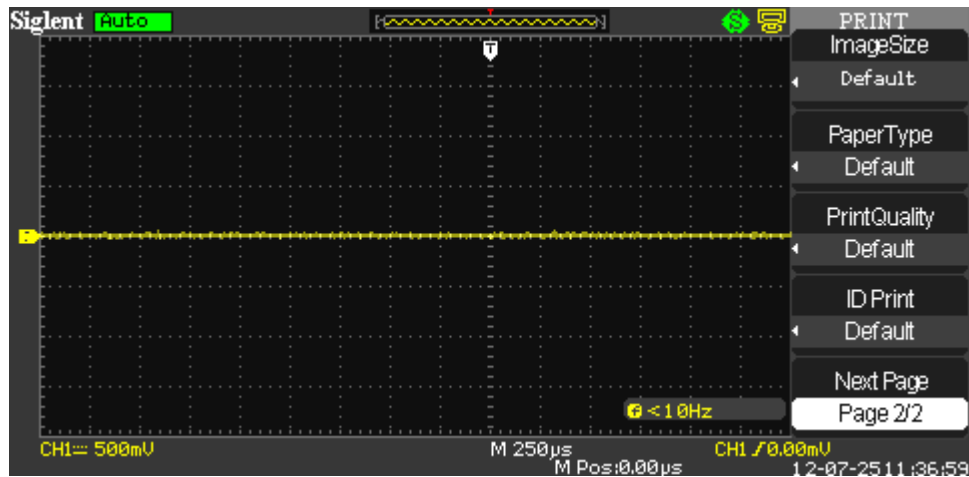 Siglent Auto
T
PRINT
ImageSize
Default
PaperType
Default
PrintQuality
Default
ID Print
Default
Next Page
Page 2/2
<10Hz
CH1 500mV
M 250µs
CH1 0.00mV
M Pos:0.00µs
12-07-25 11:36:59